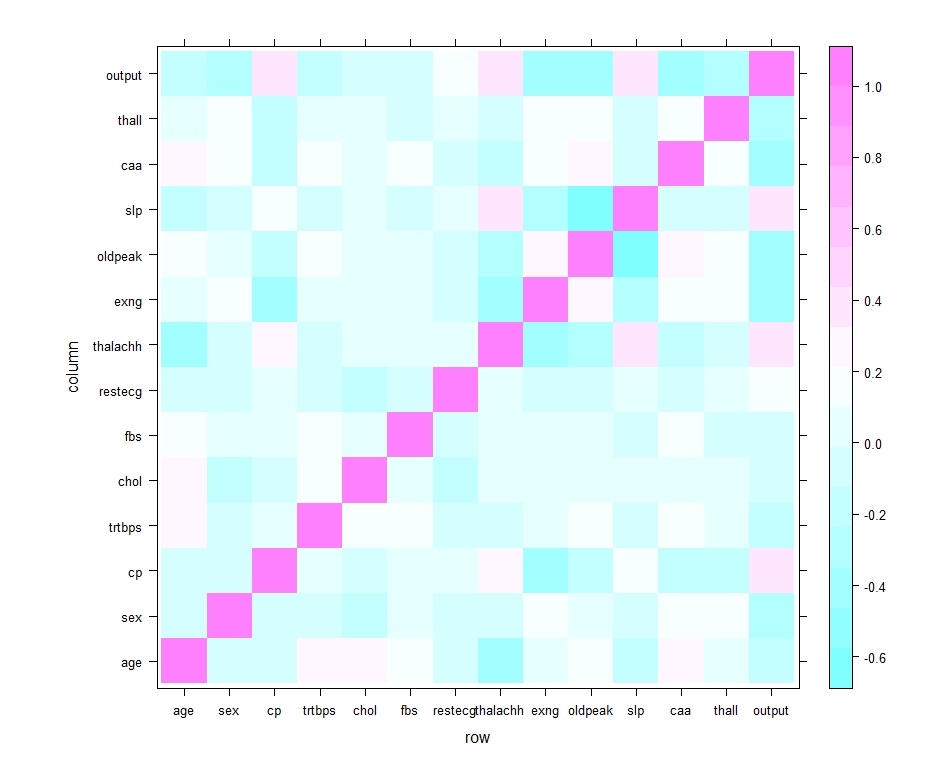 output
thall
caa
slp
oldpeak
exng
thalachh
restecg
fbs
chol
trtbps
cp
sex
age
column
age sex cp trtbps chol fbs restecg thalachh exng oldpeak slp caa thall output
row
1.0
0.8
0.6
0.4
0.2
0.0
-0.2
-0.4
-0.6